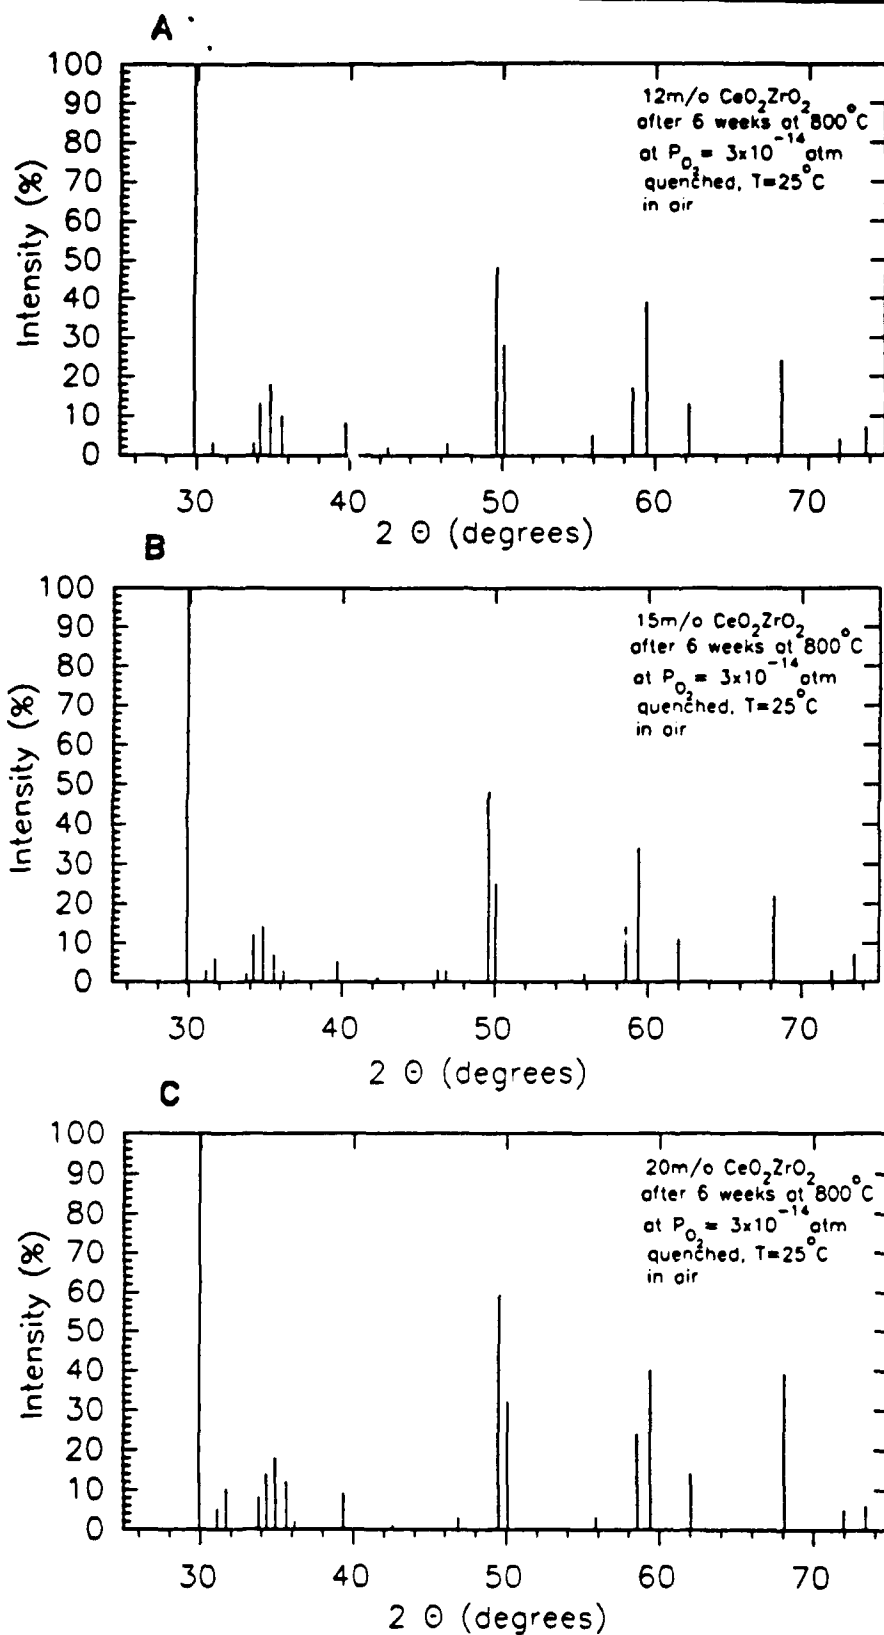 A
100
90
80
70
60
50
40
30
20
10
0
Intensity (%)
12m/o CeO₂ZrO₂
after 6 weeks at 800°C
at P_O₂ = 3x10⁻¹⁴ atm
quenched, T=25°C
in air
30 40 50 60 70
2 Θ (degrees)
B
100
90
80
70
60
50
40
30
20
10
0
Intensity (%)
15m/o CeO₂ZrO₂
after 6 weeks at 800°C
at P_O₂ = 3x10⁻¹⁴ atm
quenched, T=25°C
in air
30 40 50 60 70
2 Θ (degrees)
C
100
90
80
70
60
50
40
30
20
10
0
Intensity (%)
20m/o CeO₂ZrO₂
after 6 weeks at 800°C
at P_O₂ = 3x10⁻¹⁴ atm
quenched, T=25°C
in air
30 40 50 60 70
2 Θ (degrees)